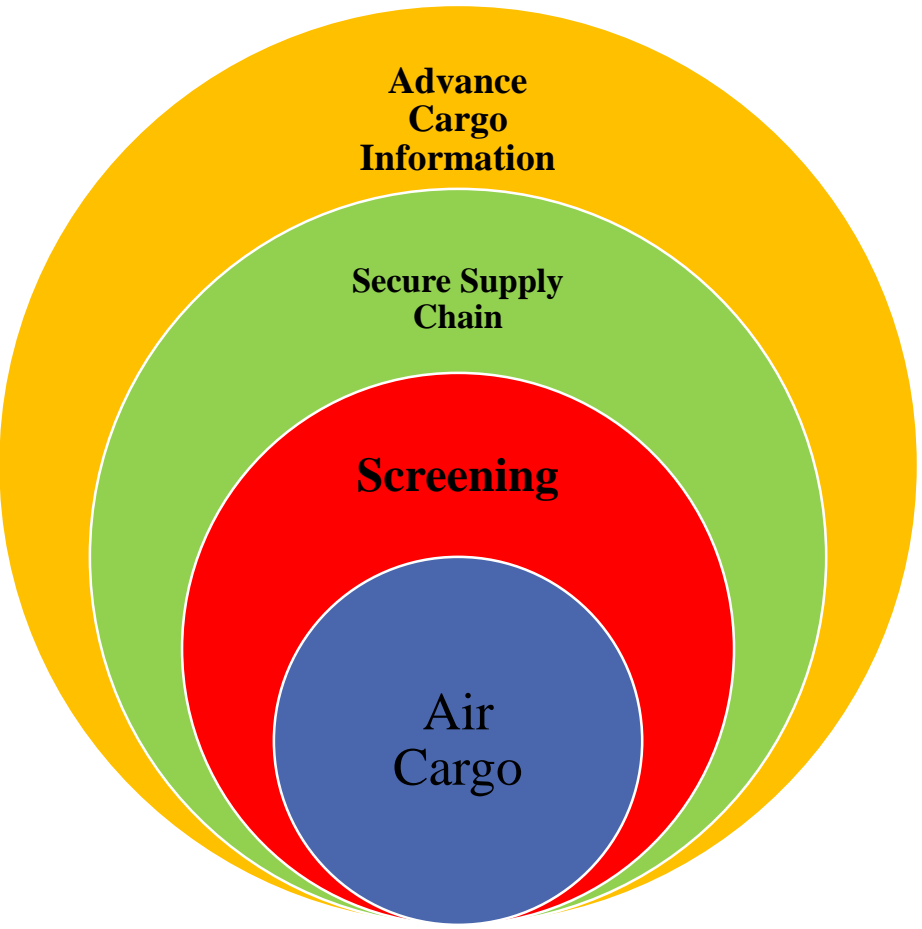 Advance
Cargo
Information
Secure Supply
Chain
Screening
Air
Cargo